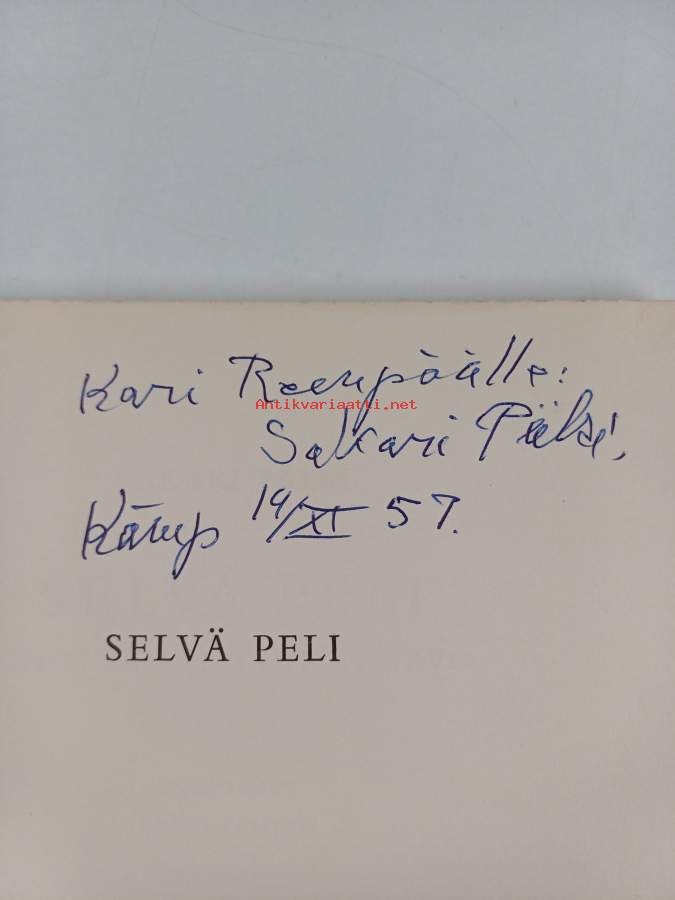 Kari Reenpäälle:
Antikvariaatti.net
Sakari Pälsi,
Kämp 14/XI 57.
SELVÄ PELI